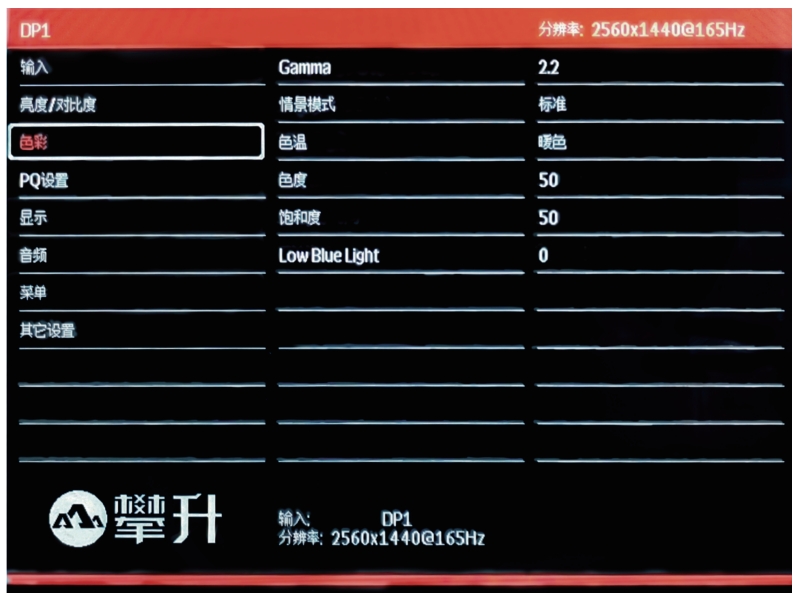 DP1 分辨率: 2560x1440@165Hz
输入 Gamma 2.2
亮度/对比度 情景模式 标准
色彩 色温 暖色
PQ设置 色度 50
显示 饱和度 50
音频 Low Blue Light 0
菜单
其它设置
攀升
输入: DP1
分辨率: 2560x1440@165Hz